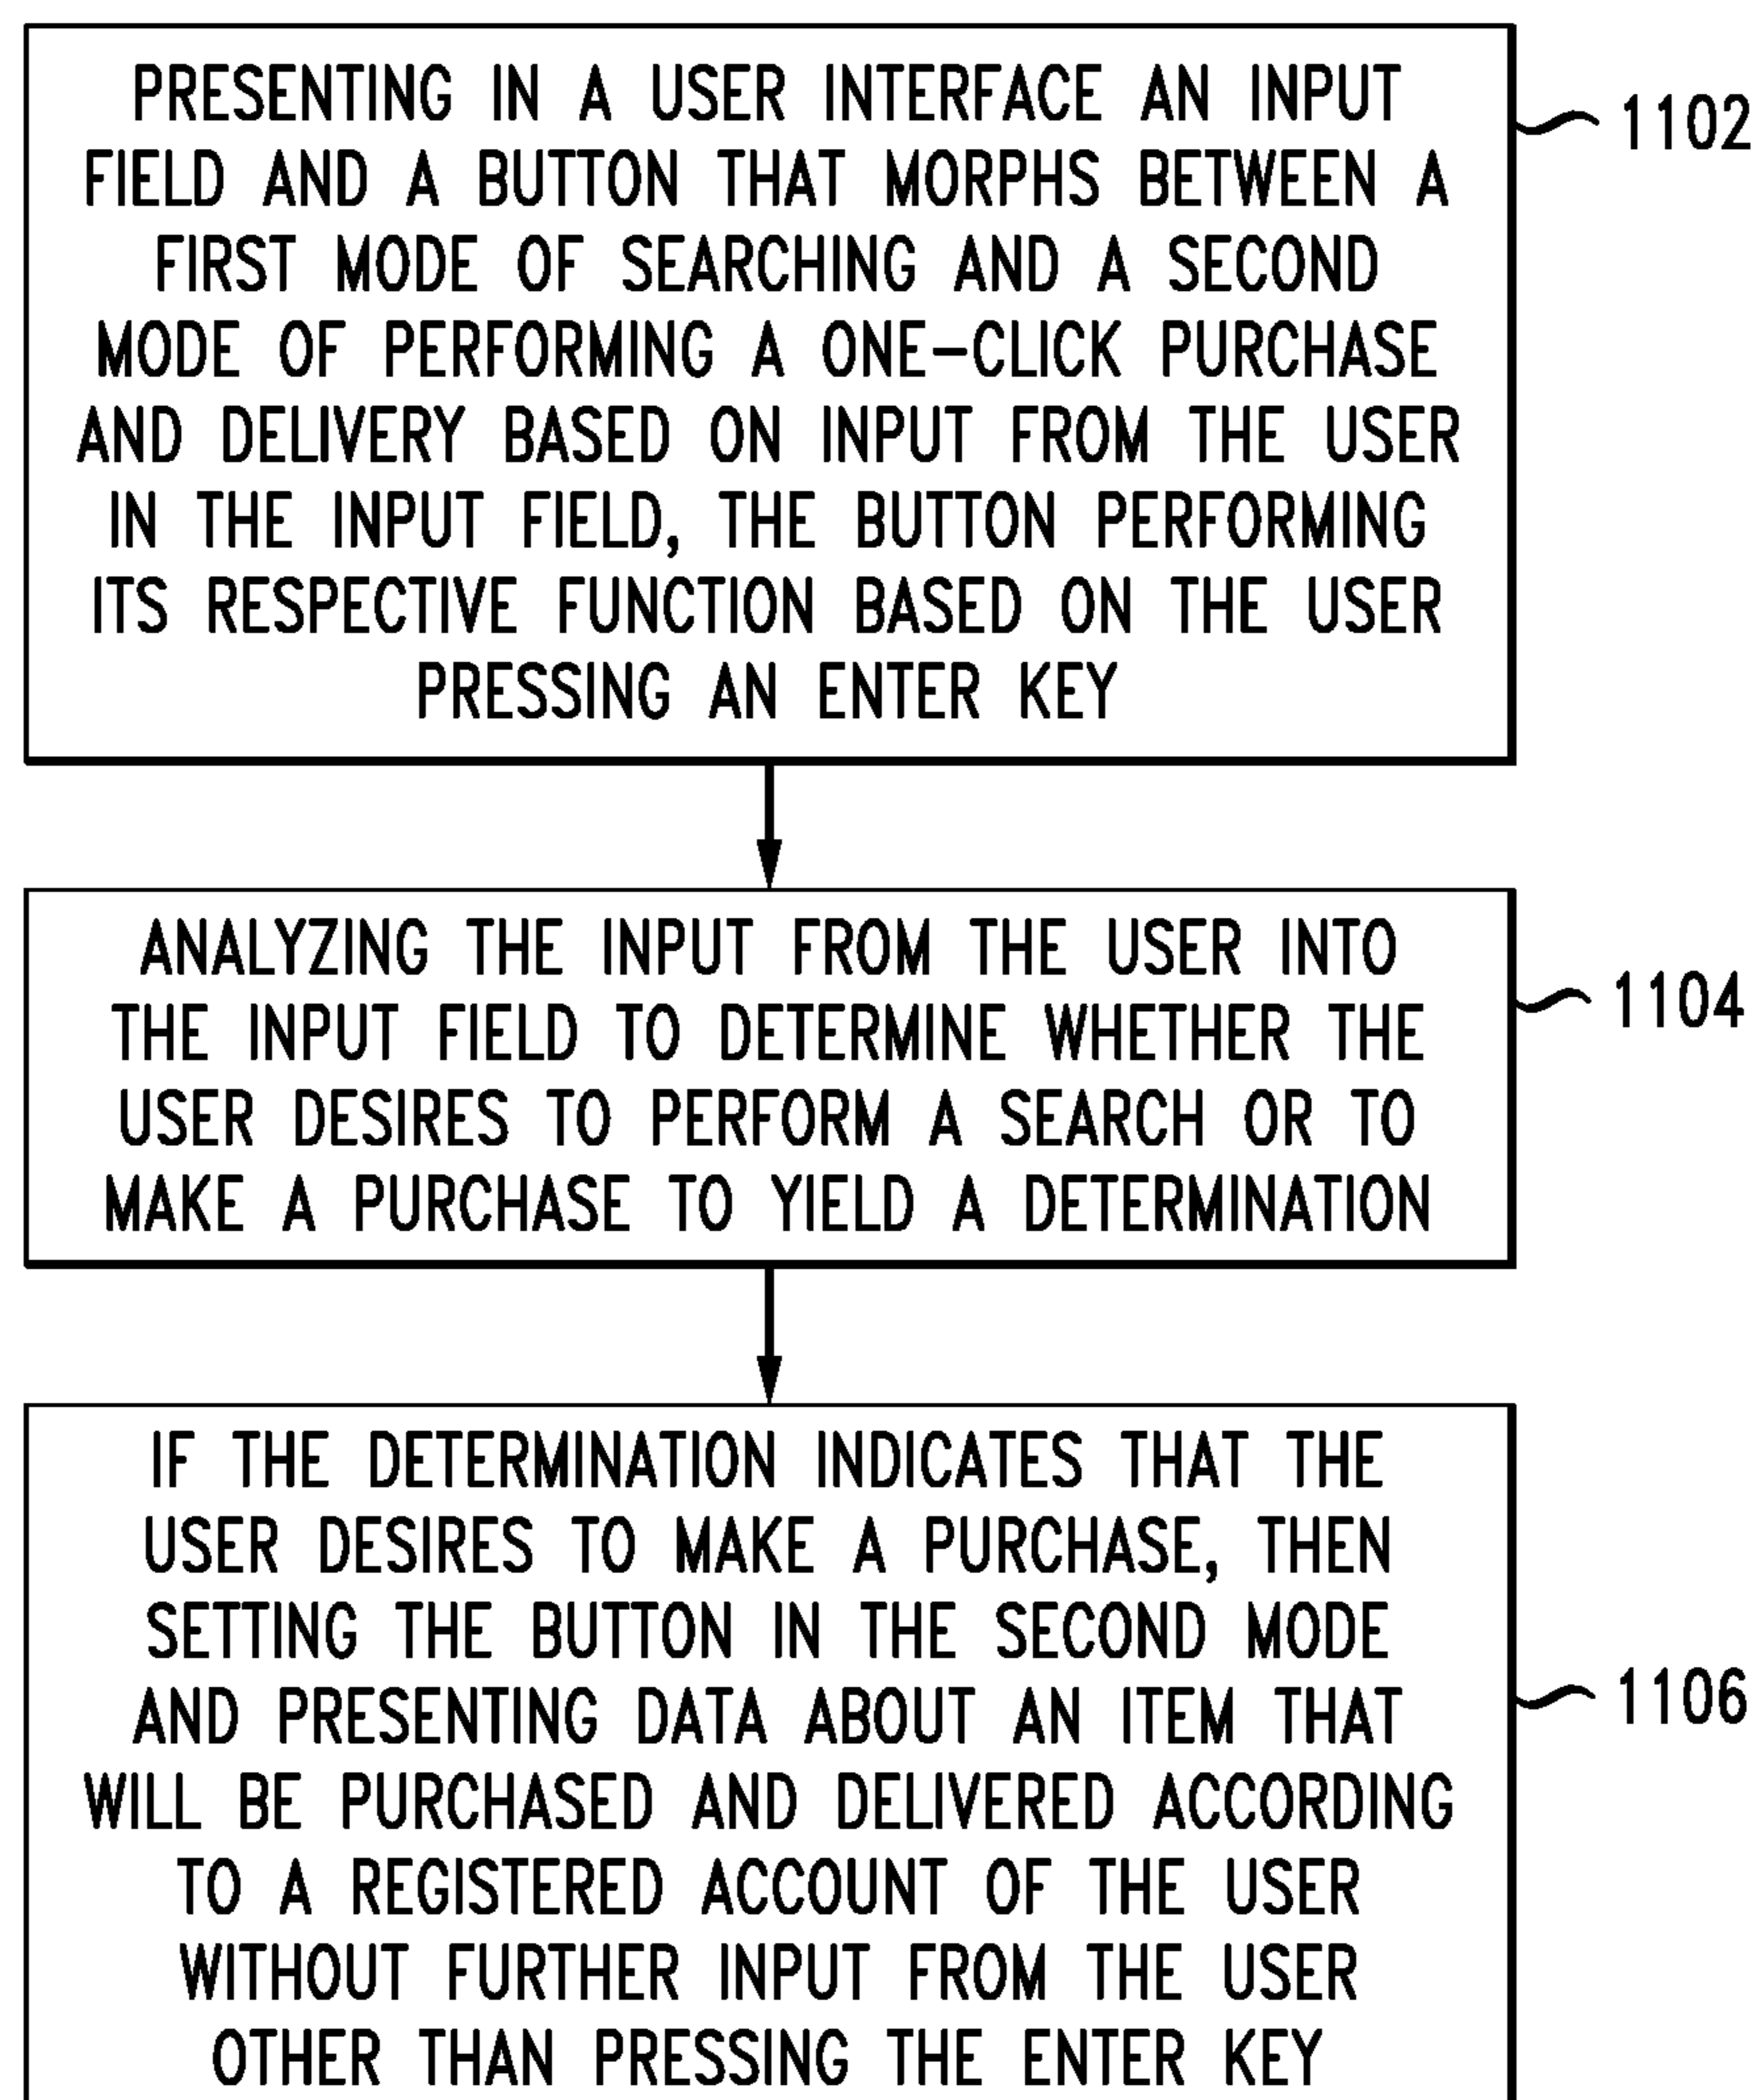 PRESENTING IN A USER INTERFACE AN INPUT
FIELD AND A BUTTON THAT MORPHS BETWEEN A
FIRST MODE OF SEARCHING AND A SECOND
MODE OF PERFORMING A ONE-CLICK PURCHASE
AND DELIVERY BASED ON INPUT FROM THE USER
IN THE INPUT FIELD, THE BUTTON PERFORMING
ITS RESPECTIVE FUNCTION BASED ON THE USER
PRESSING AN ENTER KEY
1102
ANALYZING THE INPUT FROM THE USER INTO
THE INPUT FIELD TO DETERMINE WHETHER THE
USER DESIRES TO PERFORM A SEARCH OR TO
MAKE A PURCHASE TO YIELD A DETERMINATION
1104
IF THE DETERMINATION INDICATES THAT THE
USER DESIRES TO MAKE A PURCHASE, THEN
SETTING THE BUTTON IN THE SECOND MODE
AND PRESENTING DATA ABOUT AN ITEM THAT
WILL BE PURCHASED AND DELIVERED ACCORDING
TO A REGISTERED ACCOUNT OF THE USER
WITHOUT FURTHER INPUT FROM THE USER
OTHER THAN PRESSING THE ENTER KEY
1106